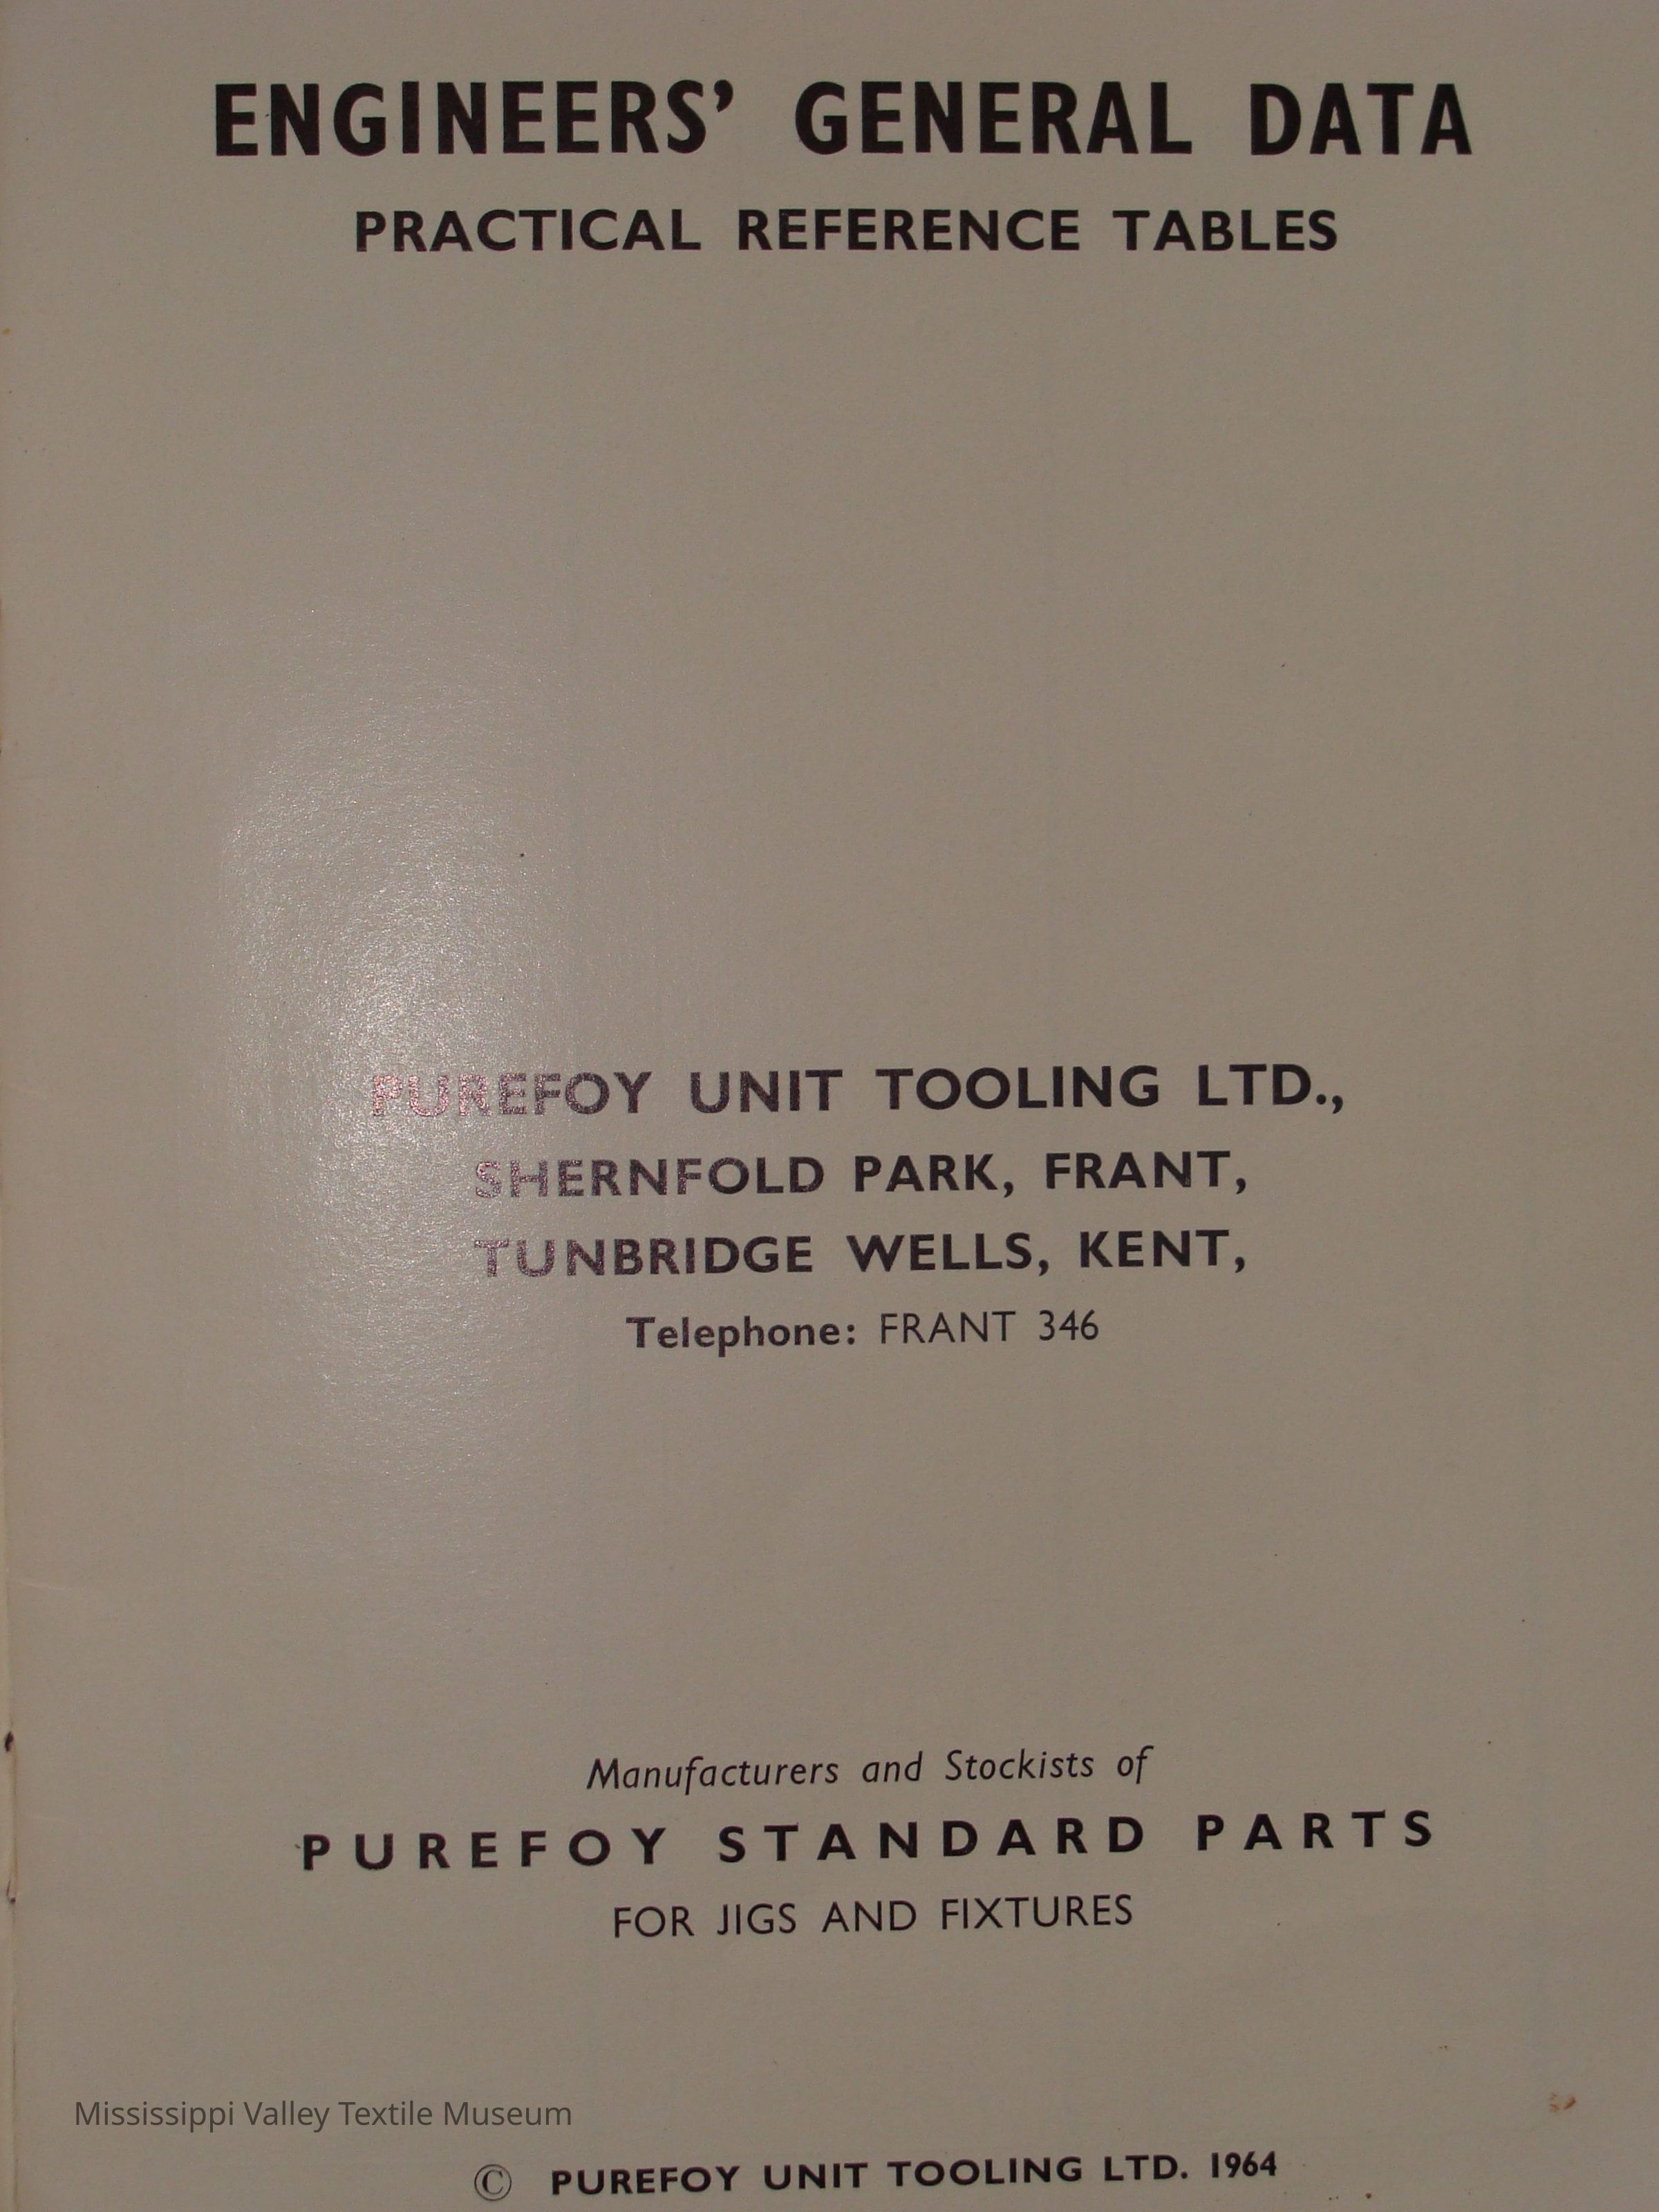 ENGINEERS' GENERAL DATA
PRACTICAL REFERENCE TABLES
PUREFOY UNIT TOOLING LTD.,
SHERNFOLD PARK, FRANT,
TUNBRIDGE WELLS, KENT,
Telephone: FRANT 346
Manufacturers and Stockists of
PUREFOY STANDARD PARTS
FOR JIGS AND FIXTURES
Mississippi Valley Textile Museum
© PUREFOY UNIT TOOLING LTD. 1964